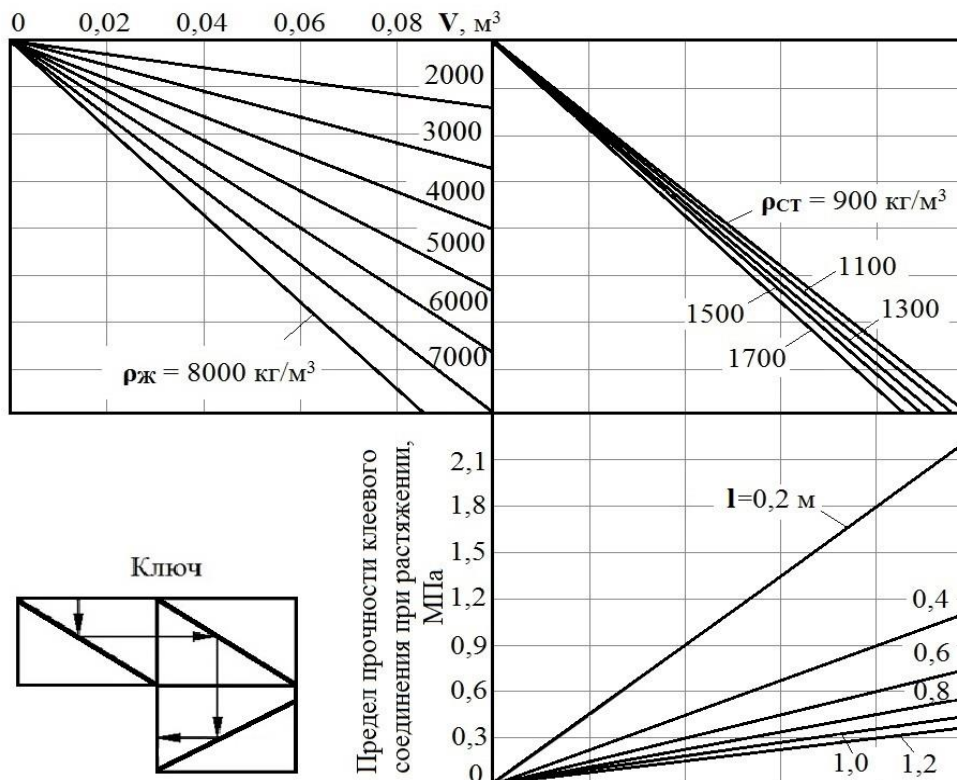 0 0,02 0,04 0,06 0,08 V, м³
2000
3000
4000
5000
6000
7000
ρж = 8000 кг/м³
ρст = 900 кг/м³
1100
1300
1500
1700
Ключ
Предел прочности клеевого
соединения при растяжении,
МПа
2,1
1,8
1,5
1,2
0,9
0,6
0,3
0
l=0,2 м
0,4
0,6
0,8
1,0
1,2